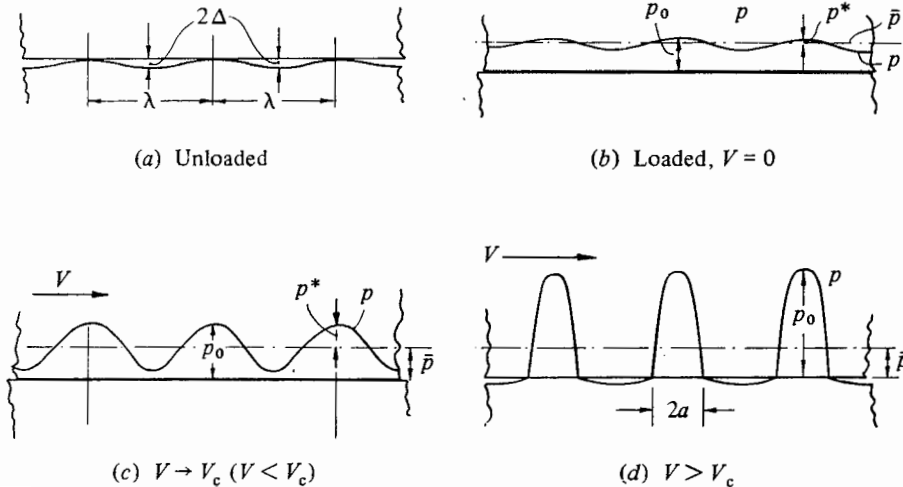 2Δ
λ λ
(a) Unloaded
p₀ p p* p̄
p
(b) Loaded, V = 0
V
p* p
p₀ p̄
(c) V → V_c (V < V_c)
V
p
p₀ p̄
2a
(d) V > V_c